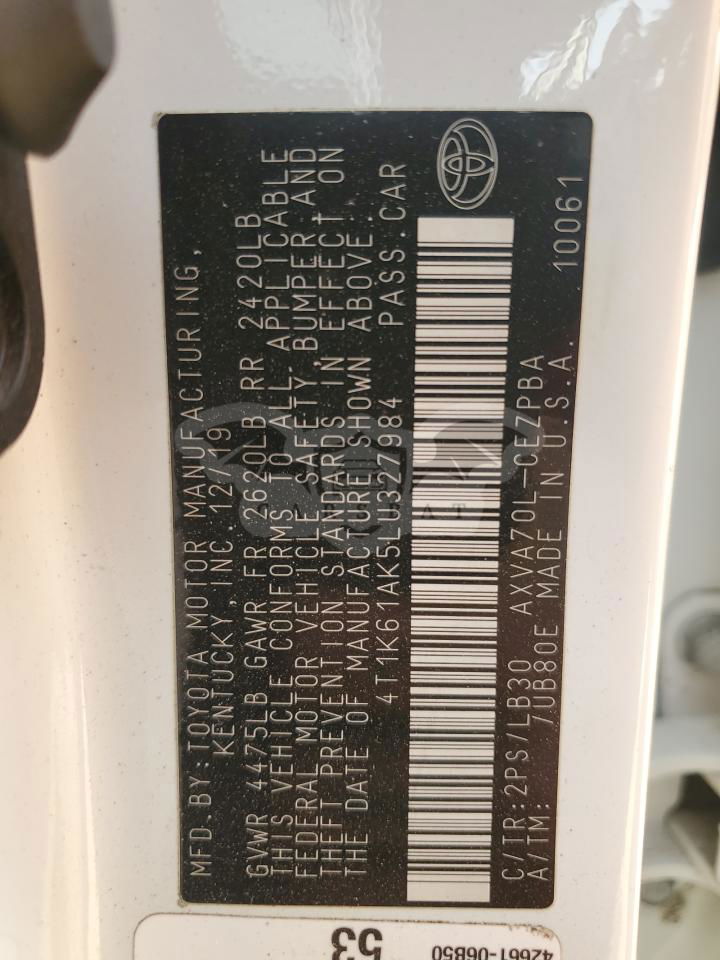 MFD. BY: TOYOTA MOTOR MANUFACTURING,
KENTUCKY, INC. 12/19
GVWR 4475LB GAWR FR 2620LB RR 2420LB
THIS VEHICLE CONFORMS TO ALL APPLICABLE
FEDERAL MOTOR VEHICLE SAFETY, BUMPER, AND
THEFT PREVENTION STANDARDS IN EFFECT ON
THE DATE OF MANUFACTURE SHOWN ABOVE.
4T1K61AK5LU327984 PASS.CAR
C/TR:2PS/LB30 AXVA70L-CEZPBA
A/TM: 7UB80E MADE IN U.S.A. 10061
53
42661-06B50